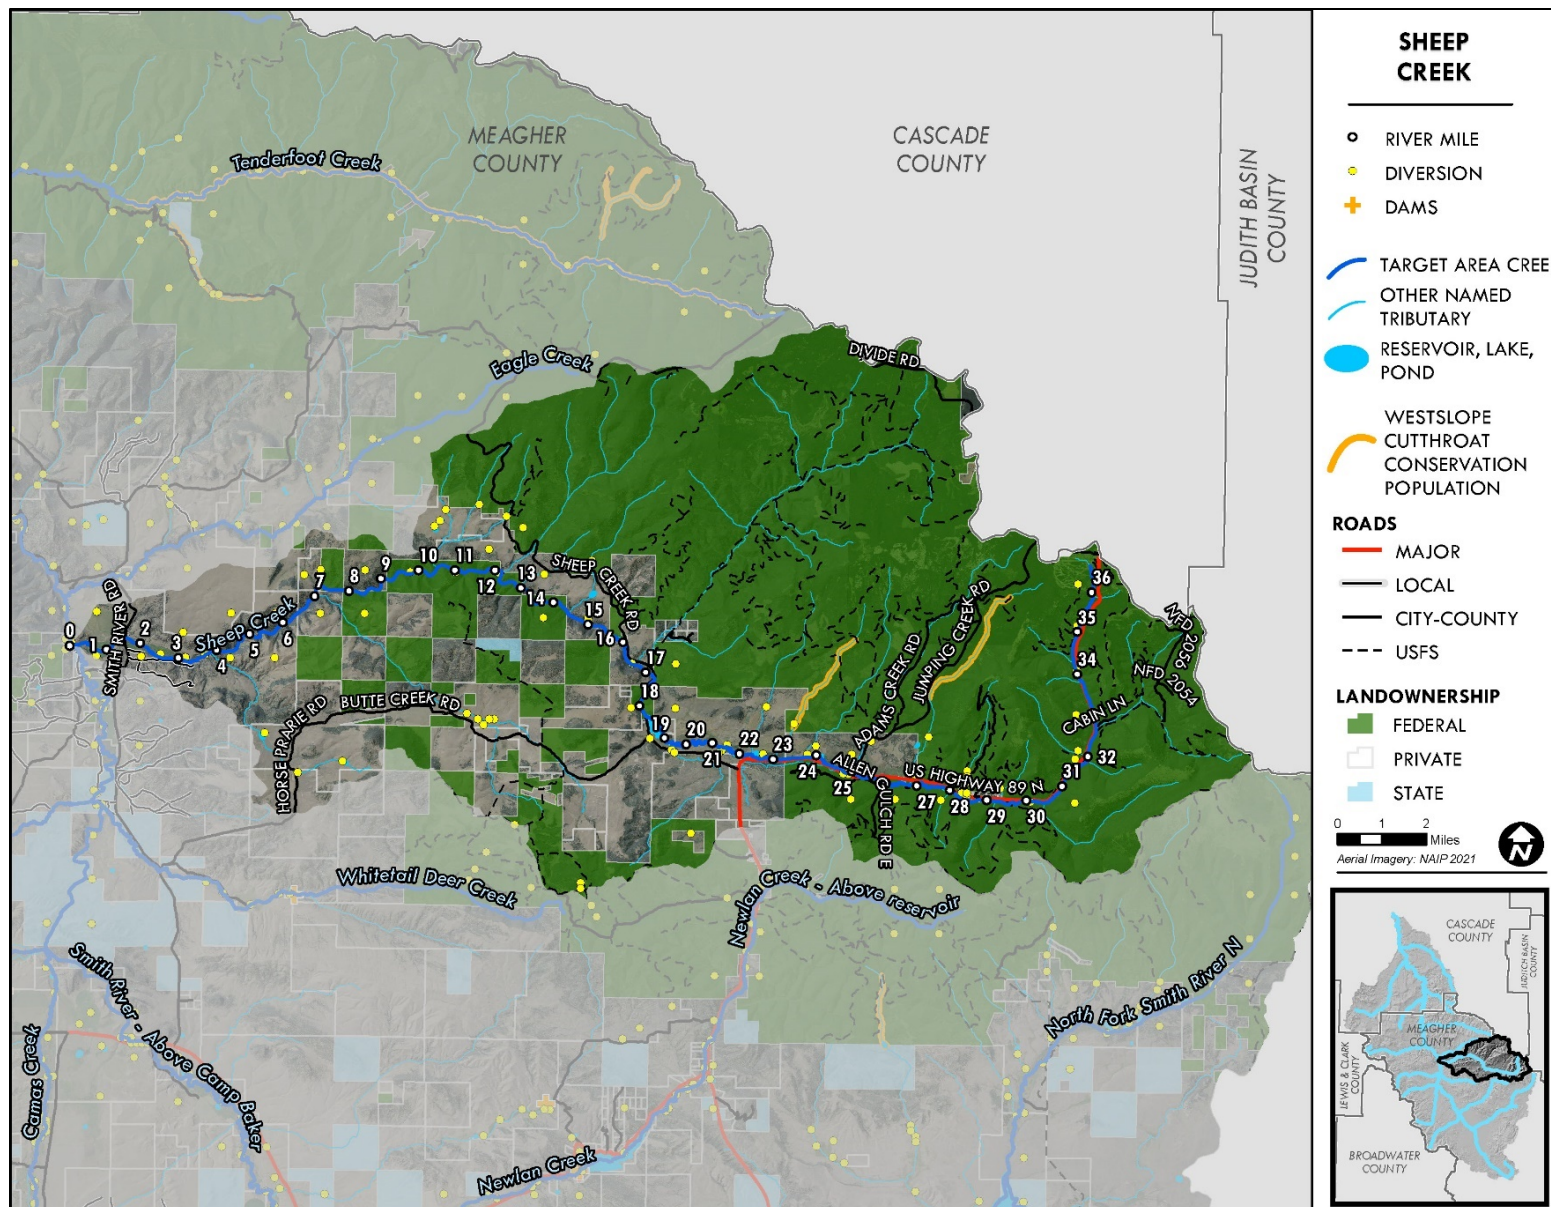 SHEEP
CREEK
RIVER MILE
DIVERSION
DAMS
TARGET AREA CREE
OTHER NAMED
TRIBUTARY
RESERVOIR, LAKE,
POND
WESTSLOPE
CUTTHROAT
CONSERVATION
POPULATION
ROADS
MAJOR
LOCAL
CITY-COUNTY
USFS
LANDOWNERSHIP
FEDERAL
PRIVATE
STATE
0 1 2
Miles
Aerial Imagery: NAIP 2021
N
CASCADE
COUNTY
JUDITH BASIN
COUNTY
MEAGHER
COUNTY
LEWIS & CLARK
COUNTY
BROADWATER
COUNTY
MEAGHER
COUNTY
CASCADE
COUNTY
JUDITH BASIN
COUNTY
Tenderfoot Creek
Eagle Creek
DIVIDE RD
SHEEP CREEK RD
Sheep Creek
SMITH RIVER RD
HORSE PRAIRIE RD
BUTTE CREEK RD
ADAMS CREEK RD
JUMPING CREEK RD
ALLEN GULCH RD E
US HIGHWAY 89 N
CABIN LN
NFD 2056
NFD 2054
0
1
2
3
4
5
6
7
8
9
10
11
12
13
14
15
16
17
18
19
20
21
22
23
24
25
27
28
29
30
31
32
34
35
36
Whitetail Deer Creek
Newlan Creek - Above reservoir
North Fork Smith River N
Smith River - Above Camp Baker
Camas Creek
Newlan Creek